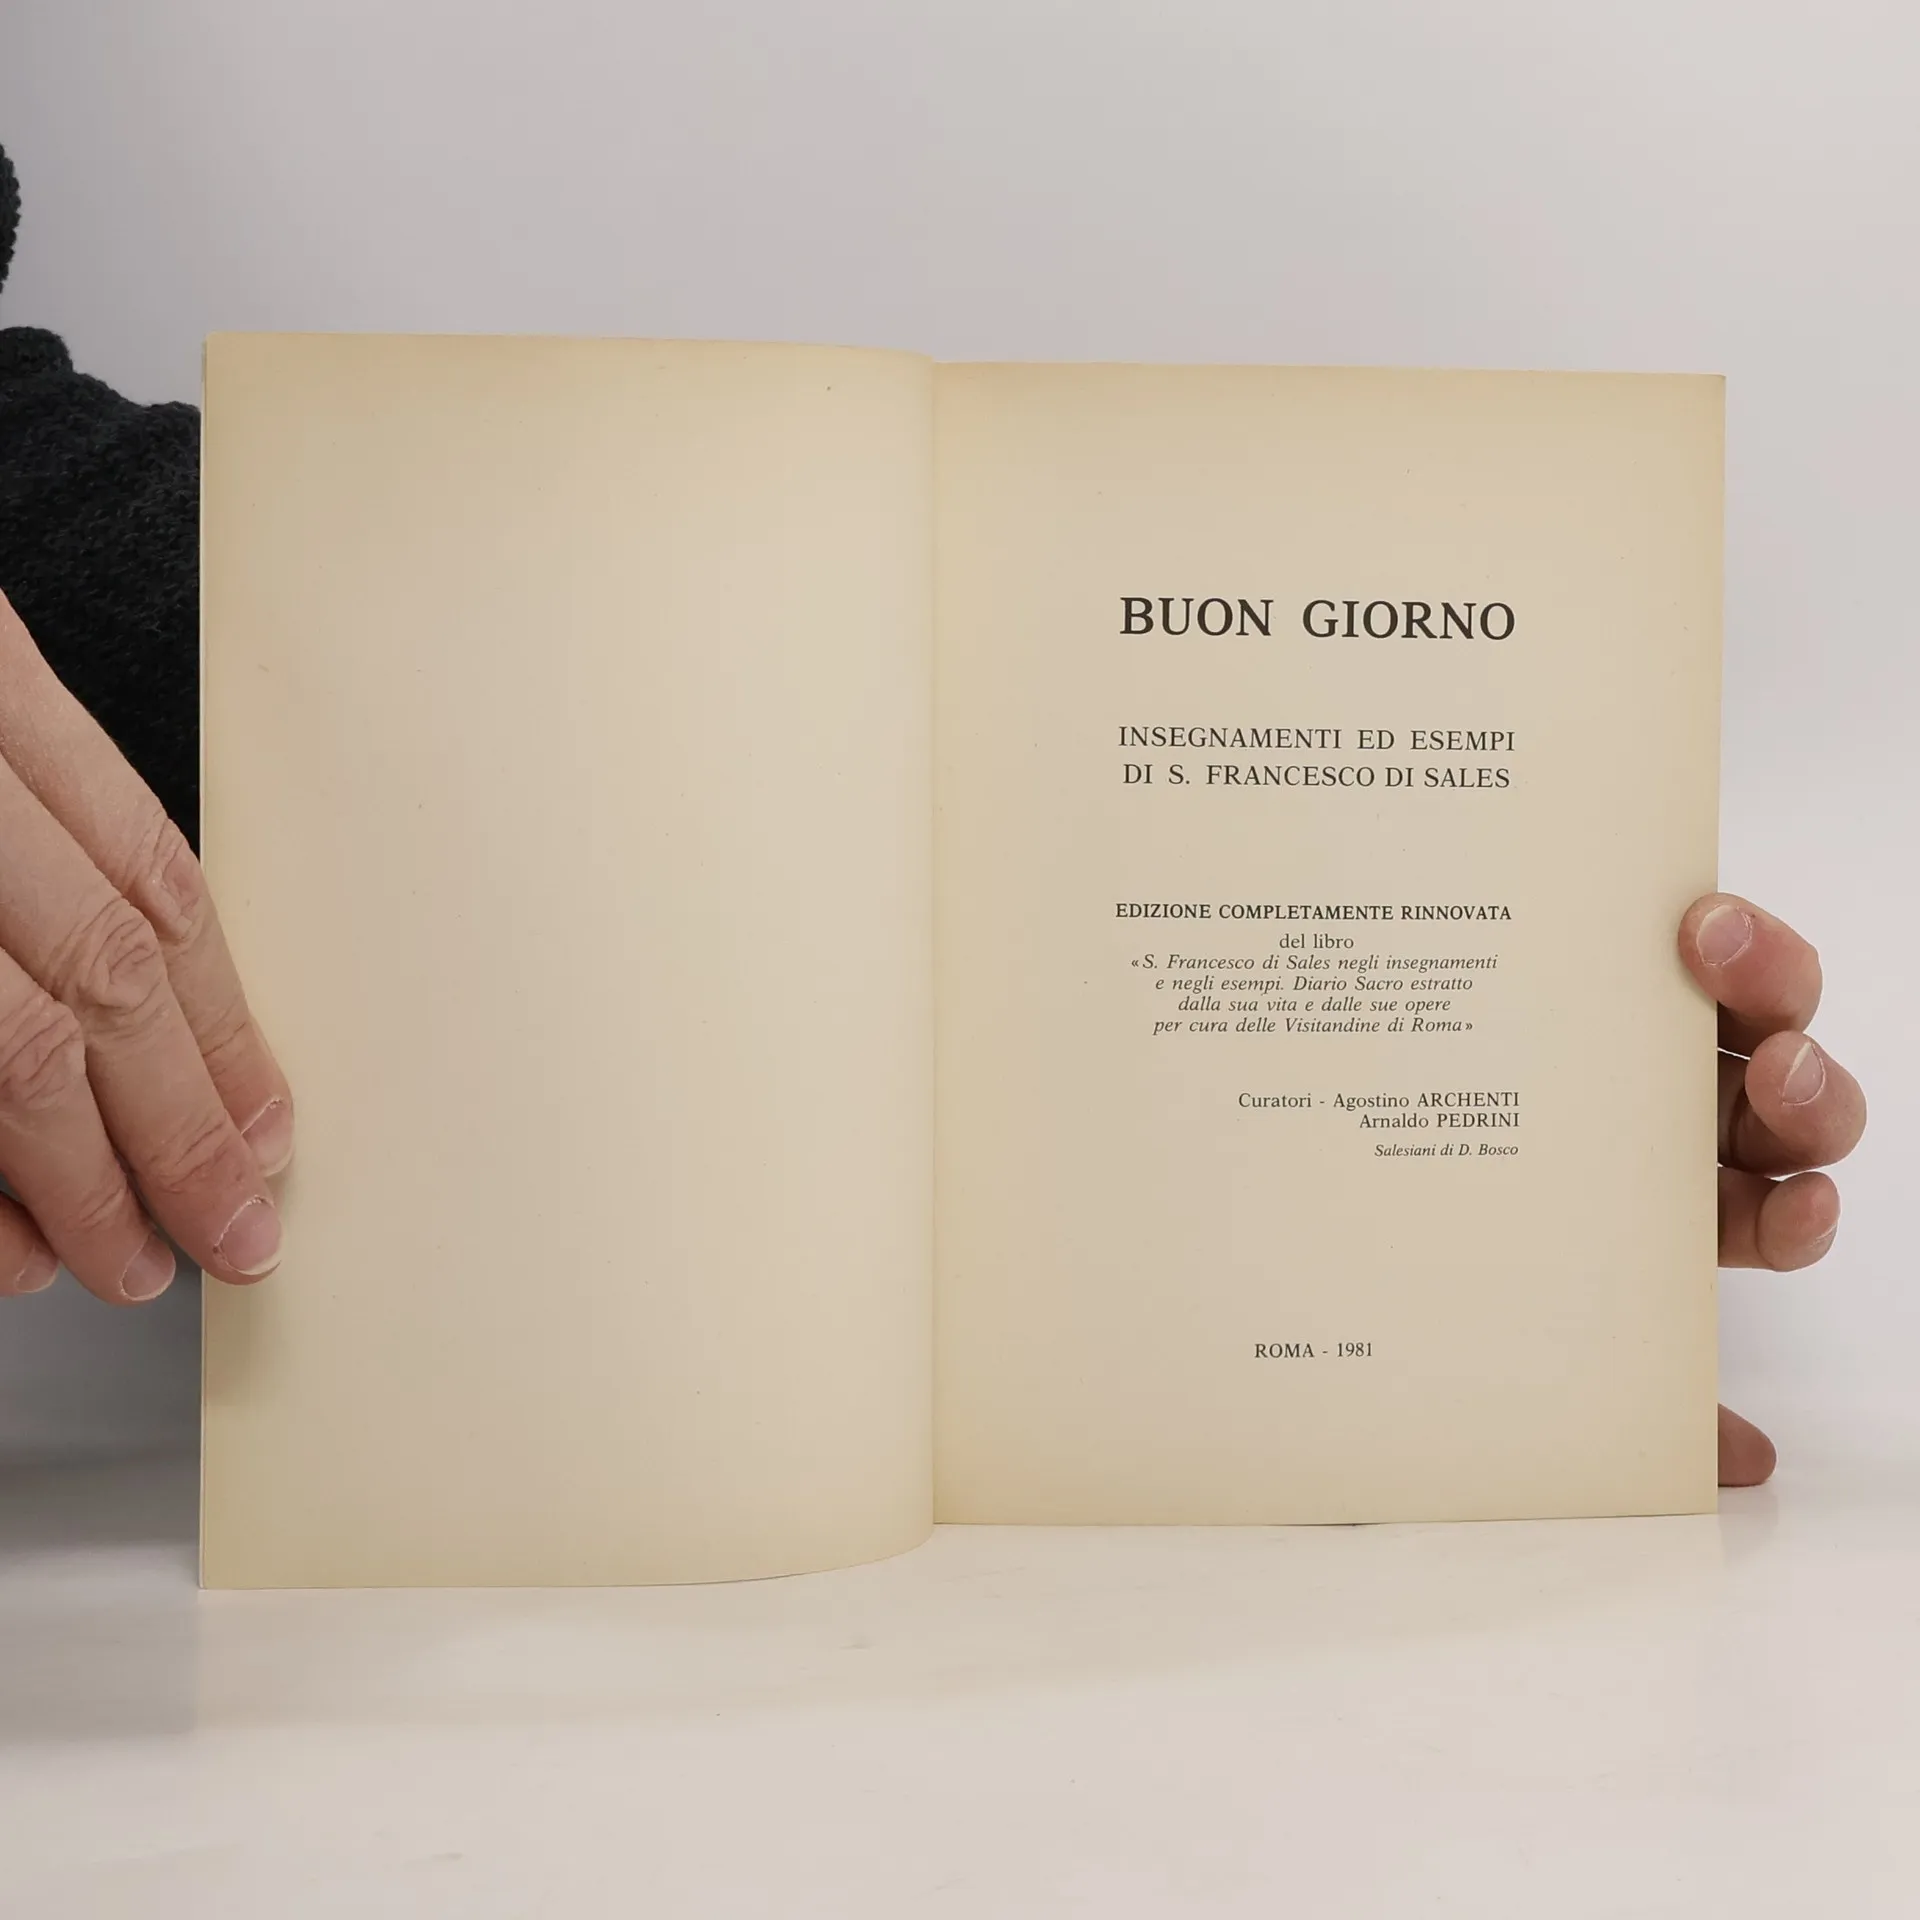 BUON GIORNO
INSEGNAMENTI ED ESEMPI
DI S. FRANCESCO DI SALES
EDIZIONE COMPLETAMENTE RINNOVATA
del libro
«S. Francesco di Sales negli insegnamenti
e negli esempi. Diario Sacro estratto
dalla sua vita e dalle sue opere
per cura delle Visitandine di Roma»
Curatori - Agostino ARCHENTI
Arnaldo PEDRINI
Salesiani di D. Bosco
ROMA - 1981